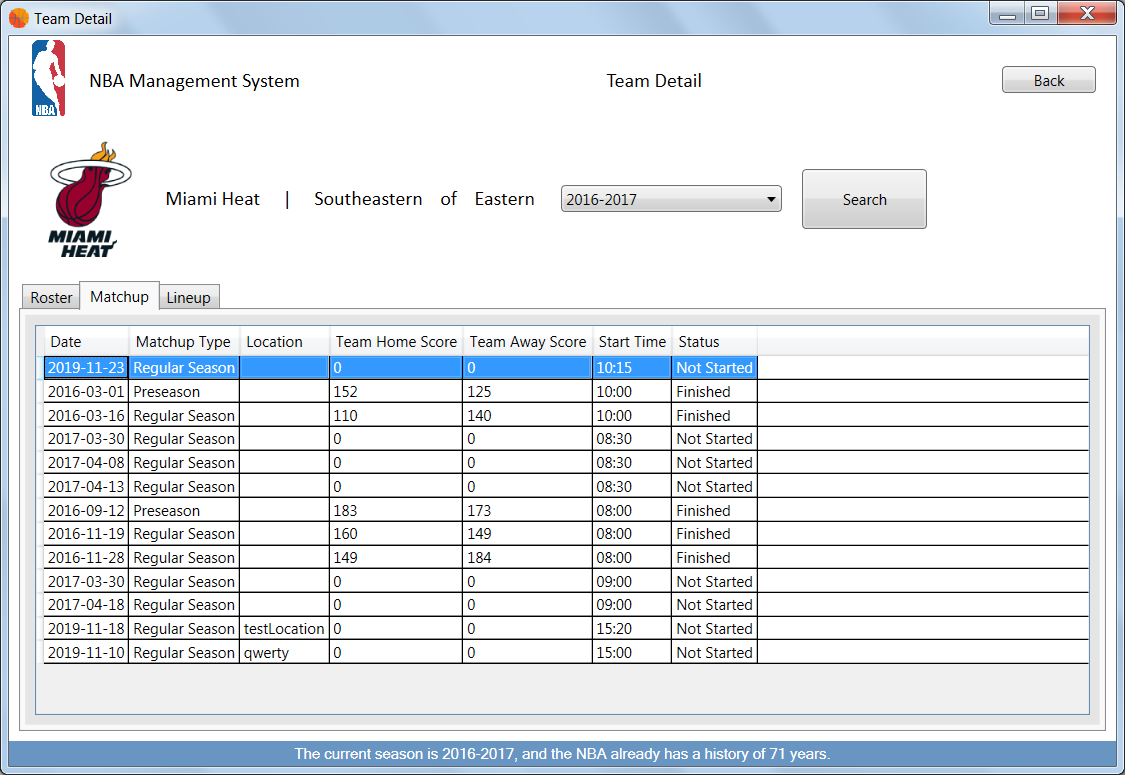 Team Detail
NBA
NBA Management System Team Detail Back
MIAMI HEAT
Miami Heat | Southeastern of Eastern 2016-2017 Search
Roster Matchup Lineup
Date Matchup Type Location Team Home Score Team Away Score Start Time Status
2019-11-23 Regular Season 0 0 10:15 Not Started
2016-03-01 Preseason 152 125 10:00 Finished
2016-03-16 Regular Season 110 140 10:00 Finished
2017-03-30 Regular Season 0 0 08:30 Not Started
2017-04-08 Regular Season 0 0 08:30 Not Started
2017-04-13 Regular Season 0 0 08:30 Not Started
2016-09-12 Preseason 183 173 08:00 Finished
2016-11-19 Regular Season 160 149 08:00 Finished
2016-11-28 Regular Season 149 184 08:00 Finished
2017-03-30 Regular Season 0 0 09:00 Not Started
2017-04-18 Regular Season 0 0 09:00 Not Started
2019-11-18 Regular Season testLocation 0 0 15:20 Not Started
2019-11-10 Regular Season qwerty 0 0 15:00 Not Started
The current season is 2016-2017, and the NBA already has a history of 71 years.